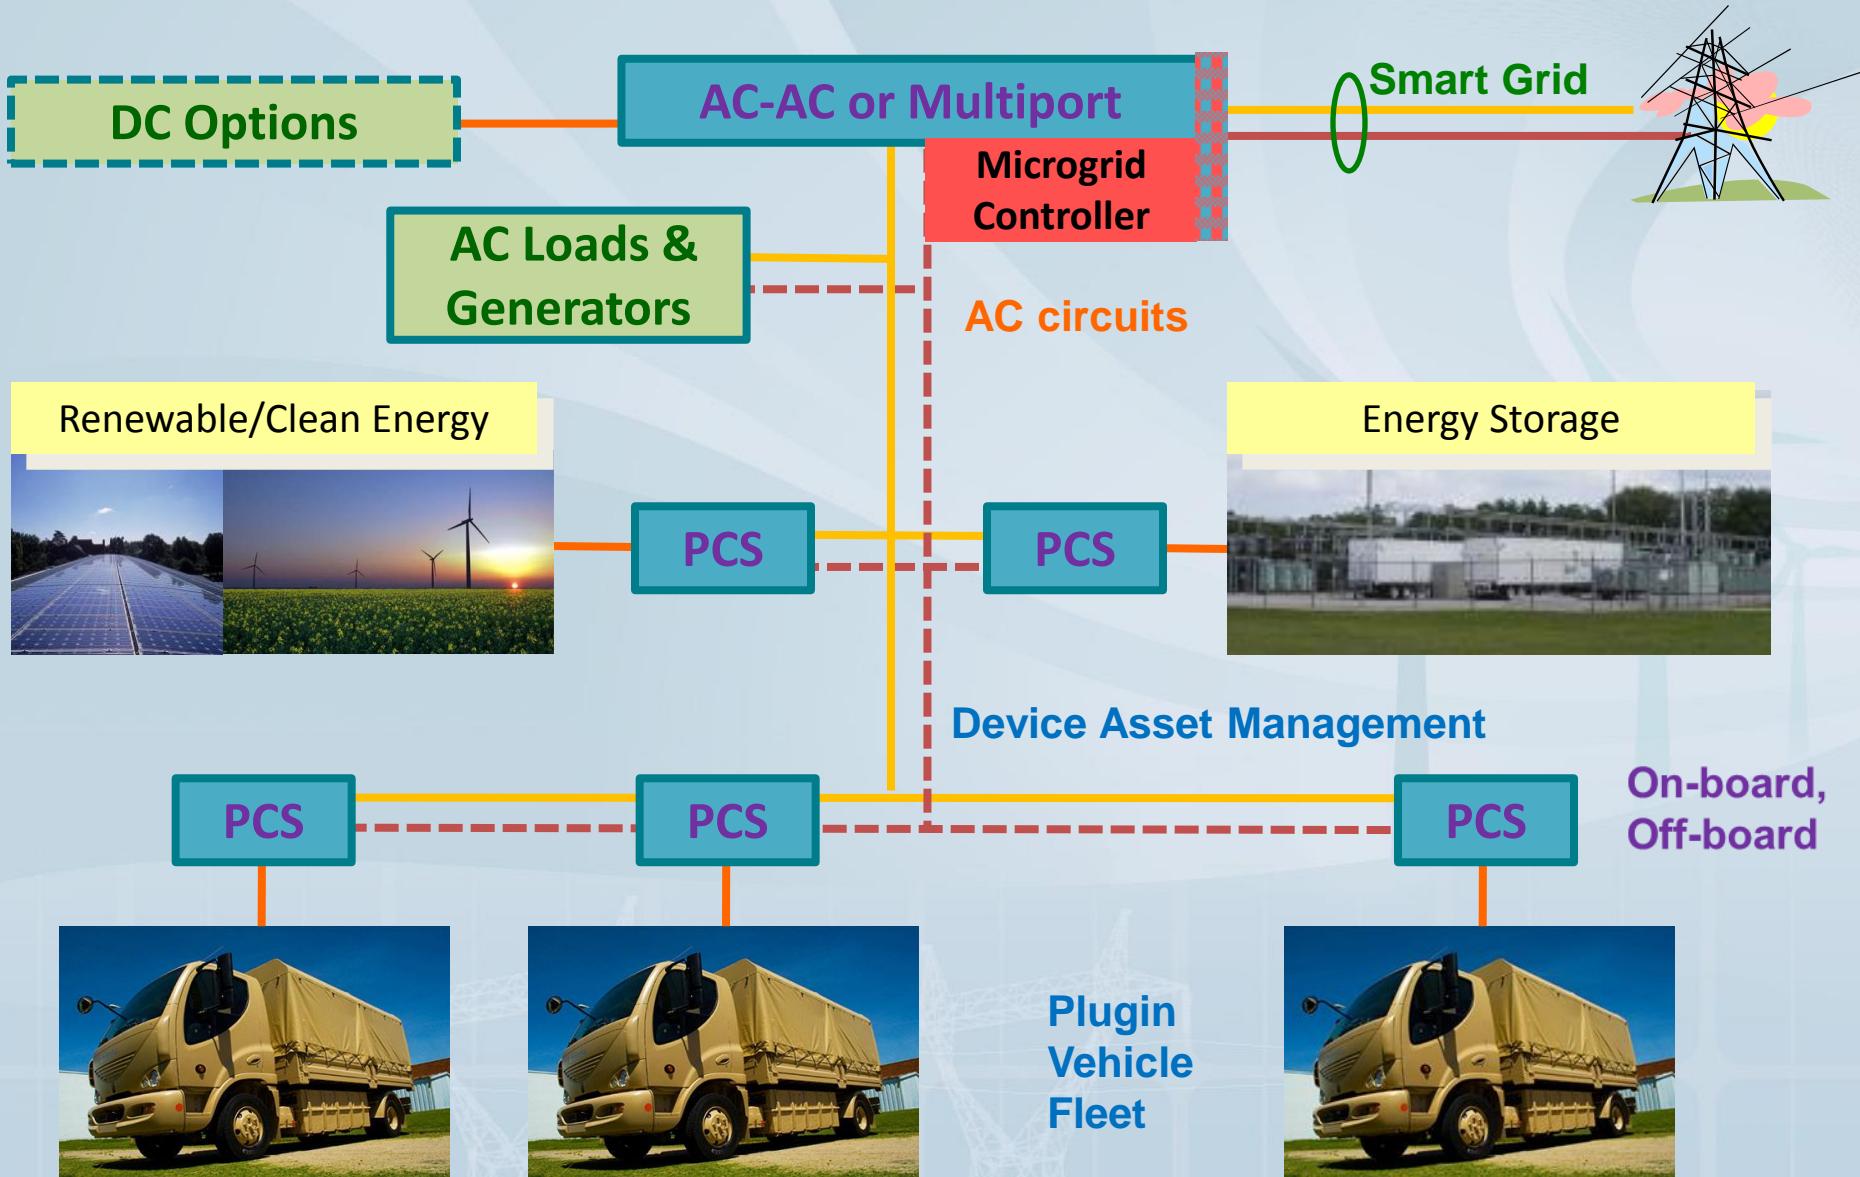 DC Options
AC-AC or Multiport
Smart Grid
Microgrid
Controller
AC Loads &
Generators
AC circuits
Renewable/Clean Energy
Energy Storage
PCS
PCS
Device Asset Management
PCS
PCS
PCS
On-board,
Off-board
Plugin
Vehicle
Fleet